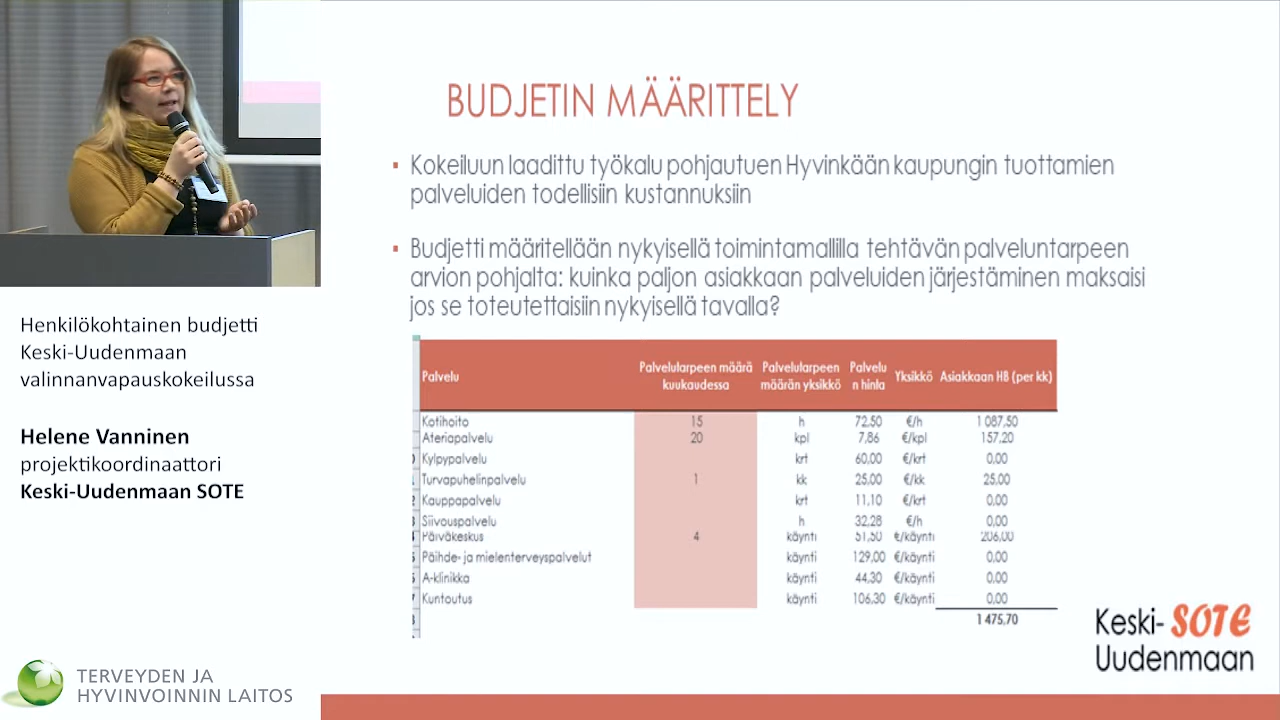 BUDJETIN MÄÄRITTELY
Kokeiluun laadittu työkalu pohjautuen Hyvinkään kaupungin tuottamien
palveluiden todellisiin kustannuksiin
Budjetti määritellään nykyisellä toimintamallilla tehtävän palveluntarpeen
arvion pohjalta: kuinka paljon asiakkaan palveluiden järjestäminen maksaisi
jos se toteutettaisiin nykyisellä tavalla?
Palvelu Palvelutarpeen määrä kuukaudessa Palvelutarpeen määrän yksikkö Palvelu n hinta Yksikkö Asiakkaan HB (per kk)
Kotihoito 15 h 72,50 €/h 1 087,50
Ateriapalvelu 20 kpl 7,86 €/kpl 157,20
Kylpypalvelu krt 60,00 €/krt 0,00
Turvapuhelinpalvelu 1 kk 25,00 €/kk 25,00
Kauppapalvelu krt 11,10 €/krt 0,00
Siivouspalvelu h 32,28 €/h 0,00
Päiväkeskus 4 käynti 51,50 €/käynti 206,00
Päihde- ja mielenterveyspalvelut käynti 129,00 €/käynti 0,00
A-klinikka käynti 44,30 €/käynti 0,00
Kuntoutus käynti 106,30 €/käynti 0,00
1 475,70
Keski- SOTE
Uudenmaan
Henkilökohtainen budjetti
Keski-Uudenmaan
valinnanvapauskokeilussa
Helene Vanninen
projektikoordinaattori
Keski-Uudenmaan SOTE
TERVEYDEN JA
HYVINVOINNIN LAITOS